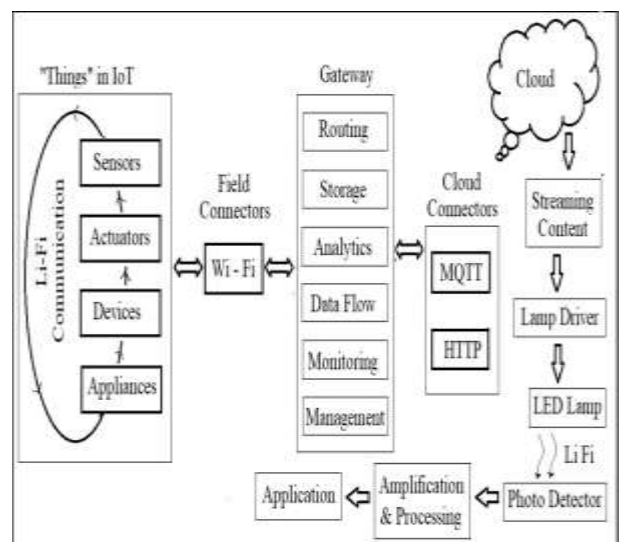 "Things" in IoT
Li-Fi
Communication
Sensors
Actuators
Devices
Appliances
Field
Connectors
Wi - Fi
Gateway
Routing
Storage
Analytics
Data Flow
Monitoring
Management
Cloud
Connectors
MQTT
HTTP
Cloud
Streaming
Content
Lamp Driver
LED Lamp
Li Fi
Photo Detector
Amplification
& Processing
Application